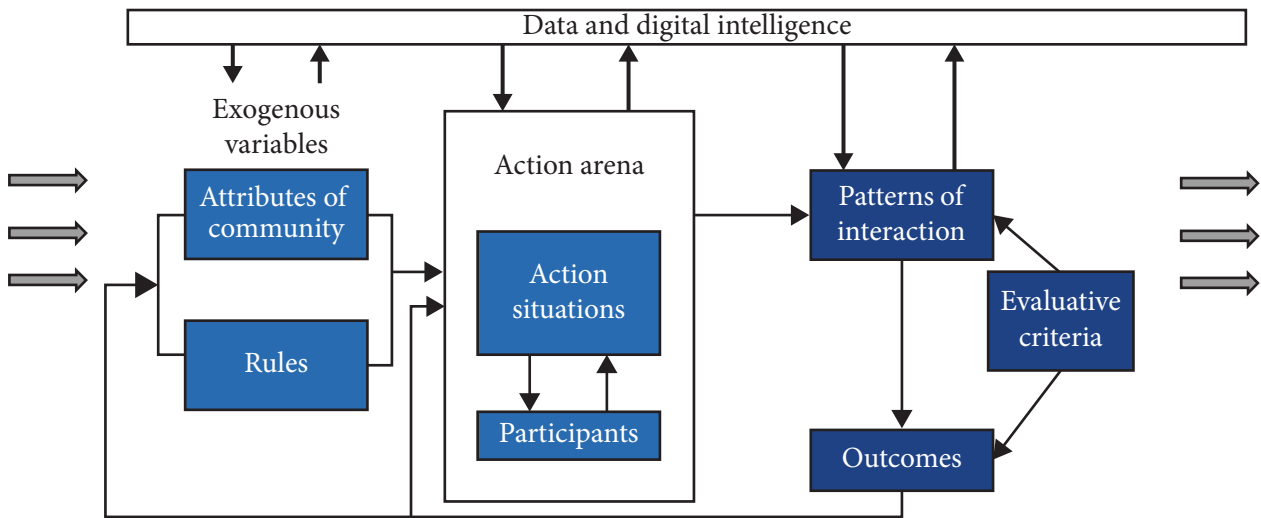 Data and digital intelligence
Exogenous
variables
Attributes of
community
Rules
Action arena
Action
situations
Participants
Patterns of
interaction
Evaluative
criteria
Outcomes